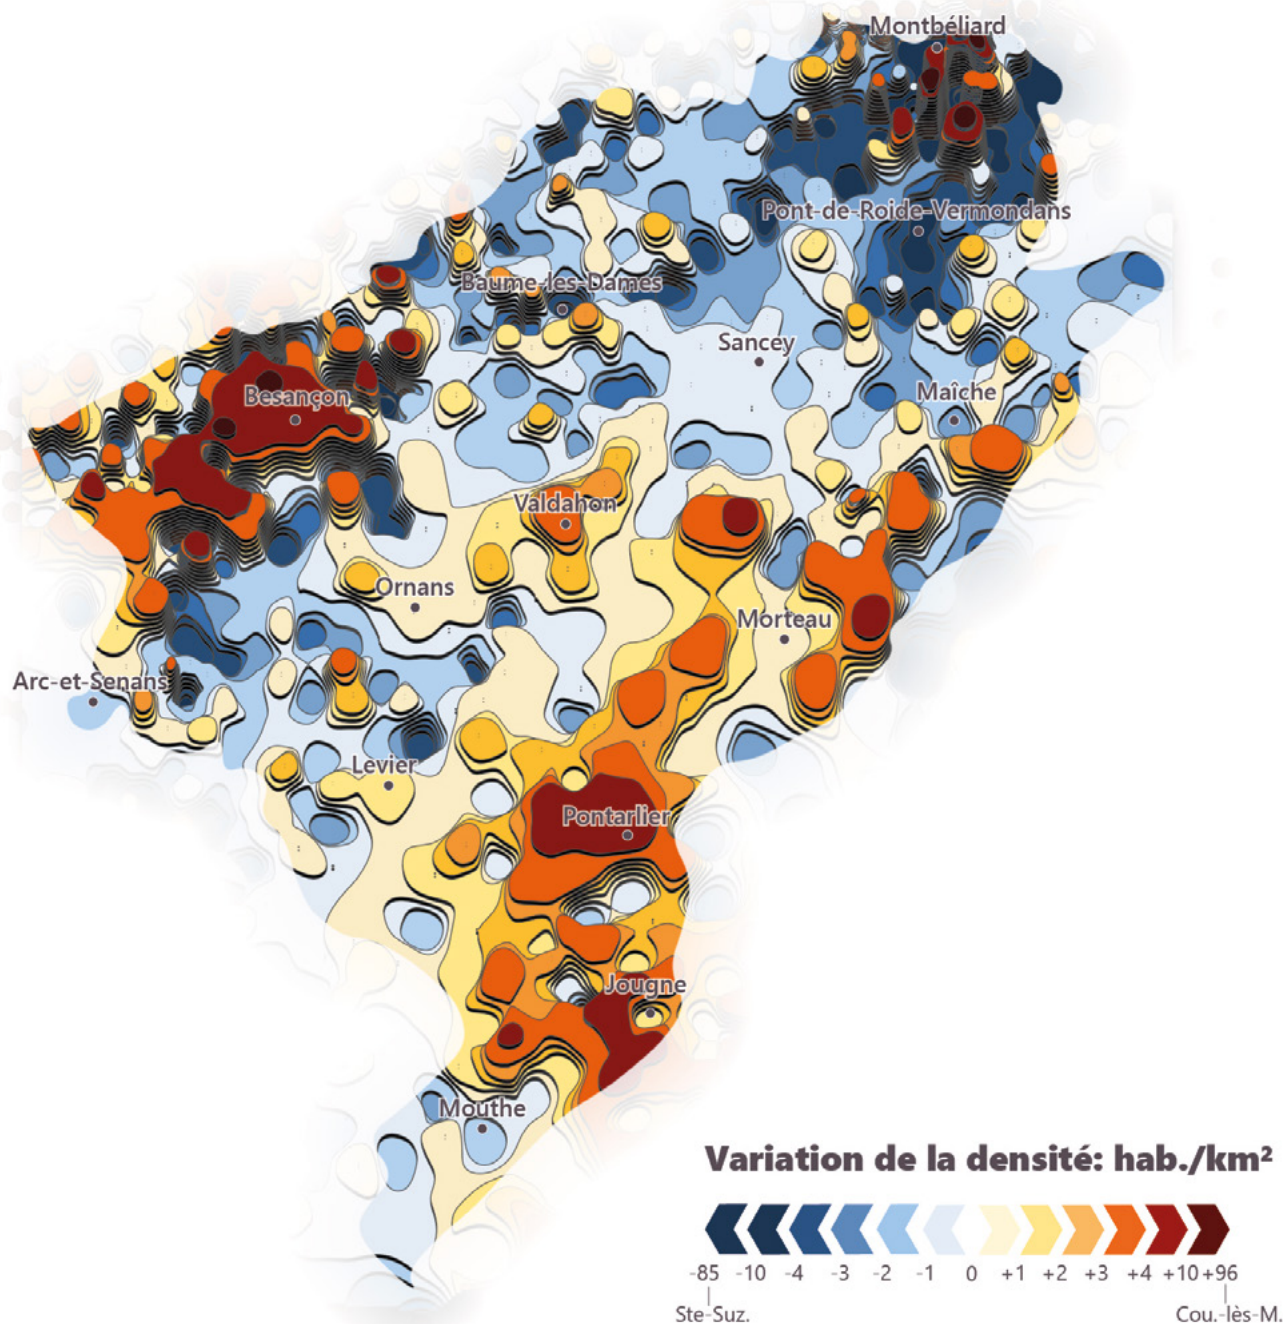 Montbéliard
Pont-de-Roide-Vermondans
Baume-les-Dames
Sancey
Maîche
Besançon
Valdahon
Ornans
Morteau
Arc-et-Senans
Levier
Pontarlier
Jougne
Mouthe
Variation de la densité: hab./km²
-85 -10 -4 -3 -2 -1 0 +1 +2 +3 +4 +10 +96
Ste-Suz. Cou.-lès-M.